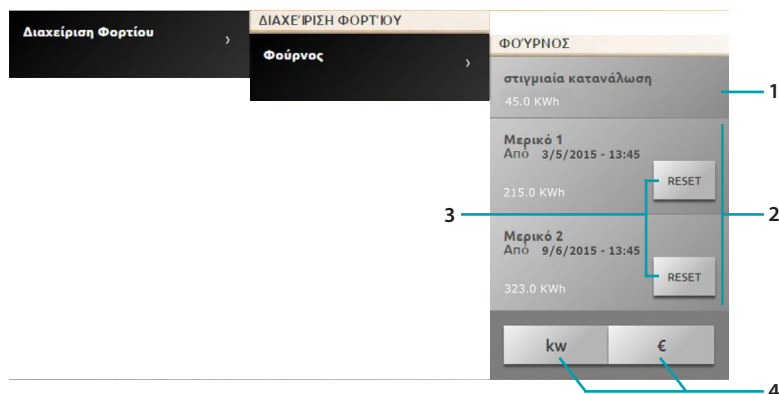 Διαχείριση Φορτίου
›
ΔΙΑΧΕΊΡΙΣΗ ΦΟΡΤΊΟΥ
Φούρνος
›
ΦΟΎΡΝΟΣ
στιγμιαία κατανάλωση
45.0 KWh
1
Μερικό 1
Από 3/5/2015 - 13:45
RESET
215.0 KWh
3
2
Μερικό 2
Από 9/6/2015 - 13:45
RESET
323.0 KWh
kw
€
4